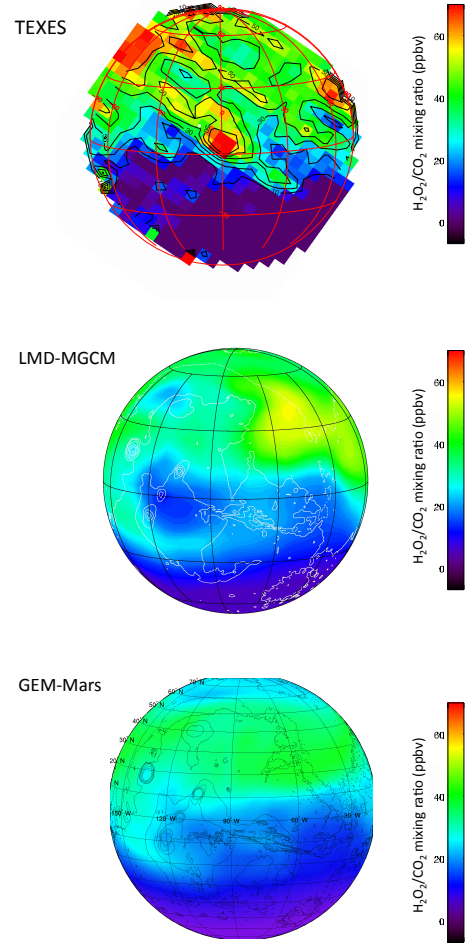 TEXES
60
40
20
0
H₂O₂/CO₂ mixing ratio (ppbv)
LMD-MGCM
60
40
20
0
H₂O₂/CO₂ mixing ratio (ppbv)
GEM-Mars
70°N
60°N
50°N
40°N
30°N
20°N
10°N
0°N
150°W
120°W
90°W
60°W
30°W
60
40
20
0
H₂O₂/CO₂ mixing ratio (ppbv)